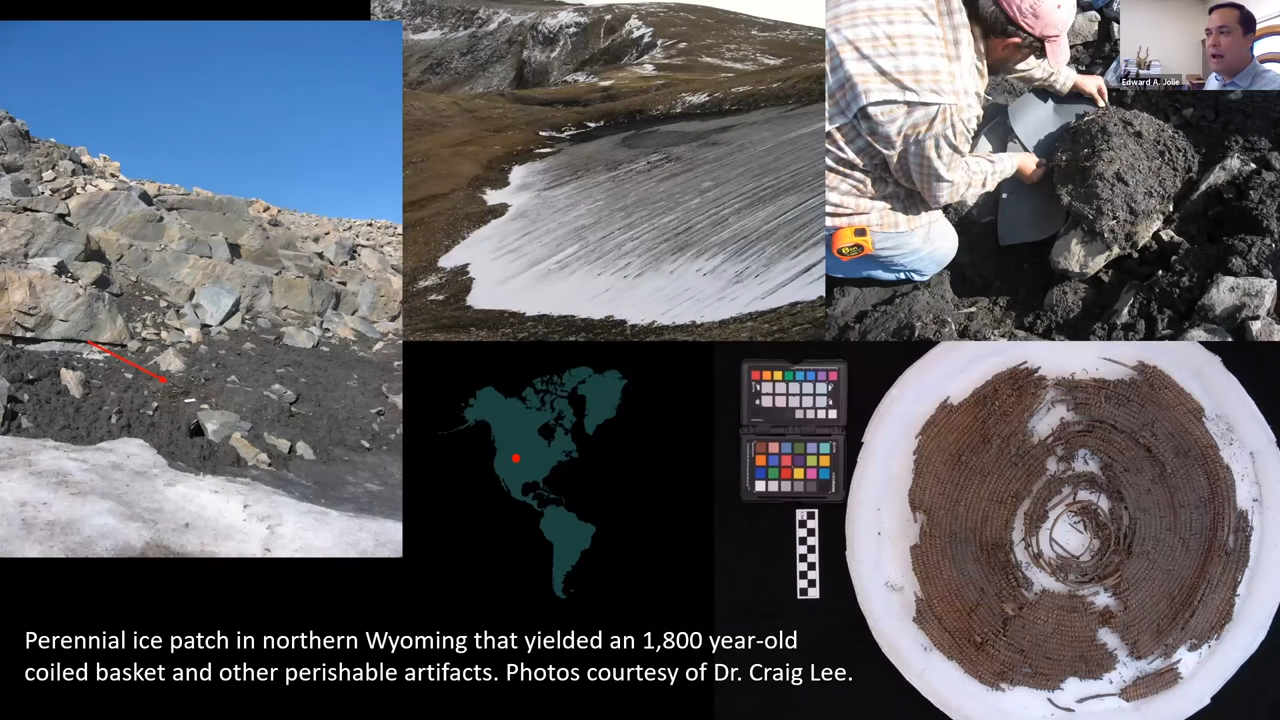 Edward A. Jolie
Perennial ice patch in northern Wyoming that yielded an 1,800 year-old
coiled basket and other perishable artifacts. Photos courtesy of Dr. Craig Lee.